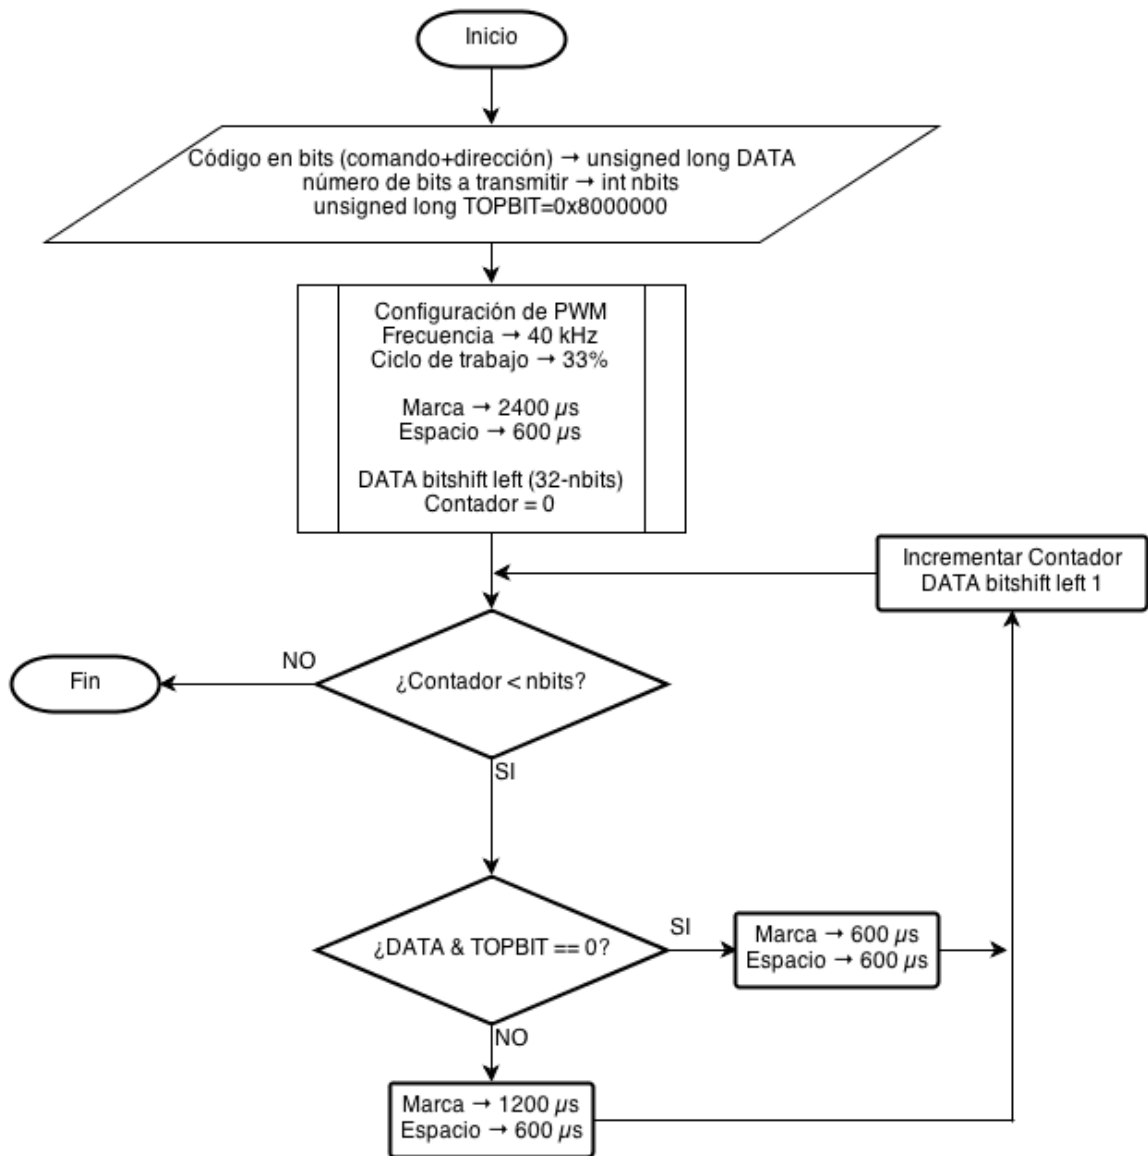 Inicio
Código en bits (comando+dirección) → unsigned long DATA
número de bits a transmitir → int nbits
unsigned long TOPBIT=0x8000000
Configuración de PWM
Frecuencia → 40 kHz
Ciclo de trabajo → 33%
Marca → 2400 µs
Espacio → 600 µs
DATA bitshift left (32-nbits)
Contador = 0
Incrementar Contador
DATA bitshift left 1
¿Contador < nbits?
NO
Fin
SI
¿DATA & TOPBIT == 0?
SI
Marca → 600 µs
Espacio → 600 µs
NO
Marca → 1200 µs
Espacio → 600 µs